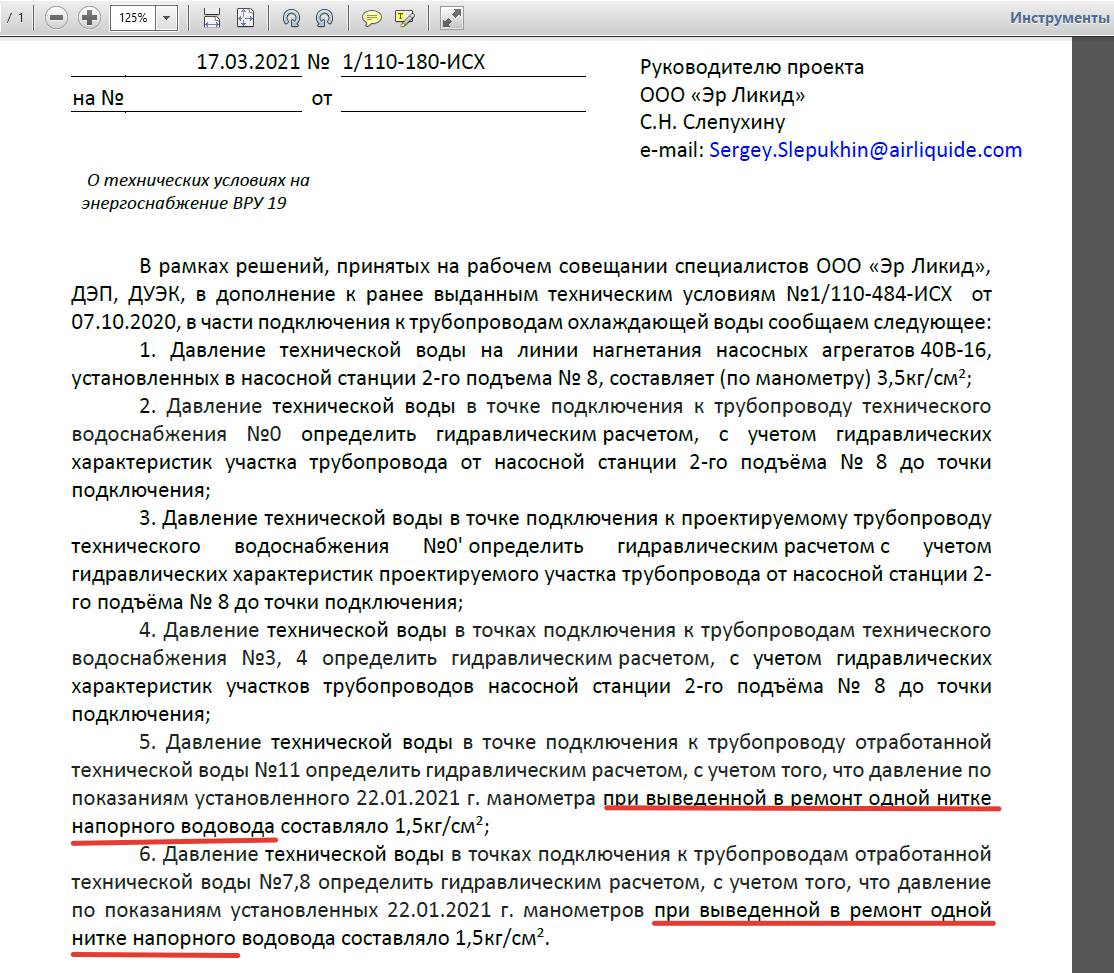 / 1 125% Инструменты
17.03.2021 № 1/110-180-ИСХ
на № от
Руководителю проекта
ООО «Эр Ликид»
С.Н. Слепухину
e-mail: Sergey.Slepukhin@airliquide.com
О технических условиях на
энергоснабжение ВРУ 19
В рамках решений, принятых на рабочем совещании специалистов ООО «Эр Ликид»,
ДЭП, ДУЭК, в дополнение к ранее выданным техническим условиям №1/110-484-ИСХ от
07.10.2020, в части подключения к трубопроводам охлаждающей воды сообщаем следующее:
1. Давление технической воды на линии нагнетания насосных агрегатов 40В-16,
установленных в насосной станции 2-го подъема № 8, составляет (по манометру) 3,5кг/см²;
2. Давление технической воды в точке подключения к трубопроводу технического
водоснабжения №0 определить гидравлическим расчетом, с учетом гидравлических
характеристик участка трубопровода от насосной станции 2-го подъёма № 8 до точки
подключения;
3. Давление технической воды в точке подключения к проектируемому трубопроводу
технического водоснабжения №0' определить гидравлическим расчетом с учетом
гидравлических характеристик проектируемого участка трубопровода от насосной станции 2-
го подъёма № 8 до точки подключения;
4. Давление технической воды в точках подключения к трубопроводам технического
водоснабжения №3, 4 определить гидравлическим расчетом, с учетом гидравлических
характеристик участков трубопроводов насосной станции 2-го подъёма № 8 до точки
подключения;
5. Давление технической воды в точке подключения к трубопроводу отработанной
технической воды №11 определить гидравлическим расчетом, с учетом того, что давление по
показаниям установленного 22.01.2021 г. манометра при выведенной в ремонт одной нитке
напорного водовода составляло 1,5кг/см²;
6. Давление технической воды в точках подключения к трубопроводам отработанной
технической воды №7,8 определить гидравлическим расчетом, с учетом того, что давление
по показаниям установленных 22.01.2021 г. манометров при выведенной в ремонт одной
нитке напорного водовода составляло 1,5кг/см².